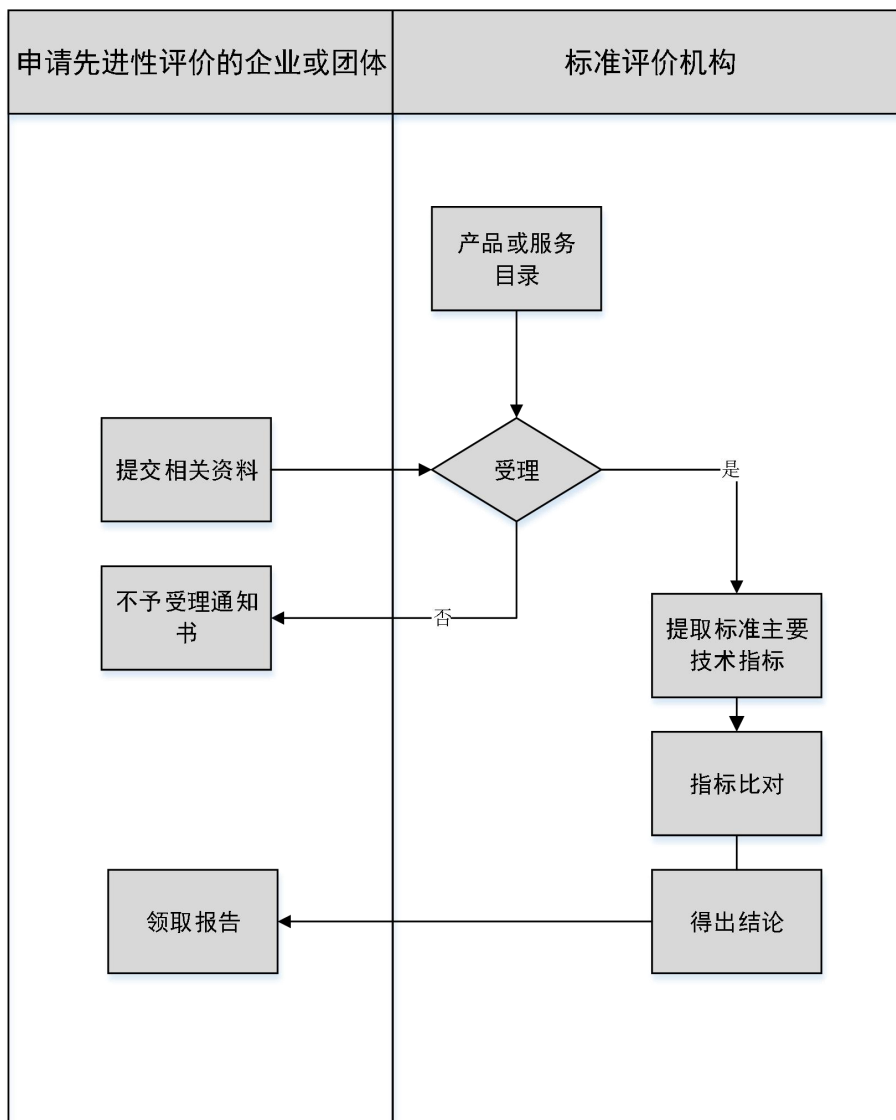 申请先进性评价的企业或团体
标准评价机构
产品或服务
目录
提交相关资料
受理
是
不予受理通知
书
否
提取标准主要
技术指标
指标比对
领取报告
得出结论